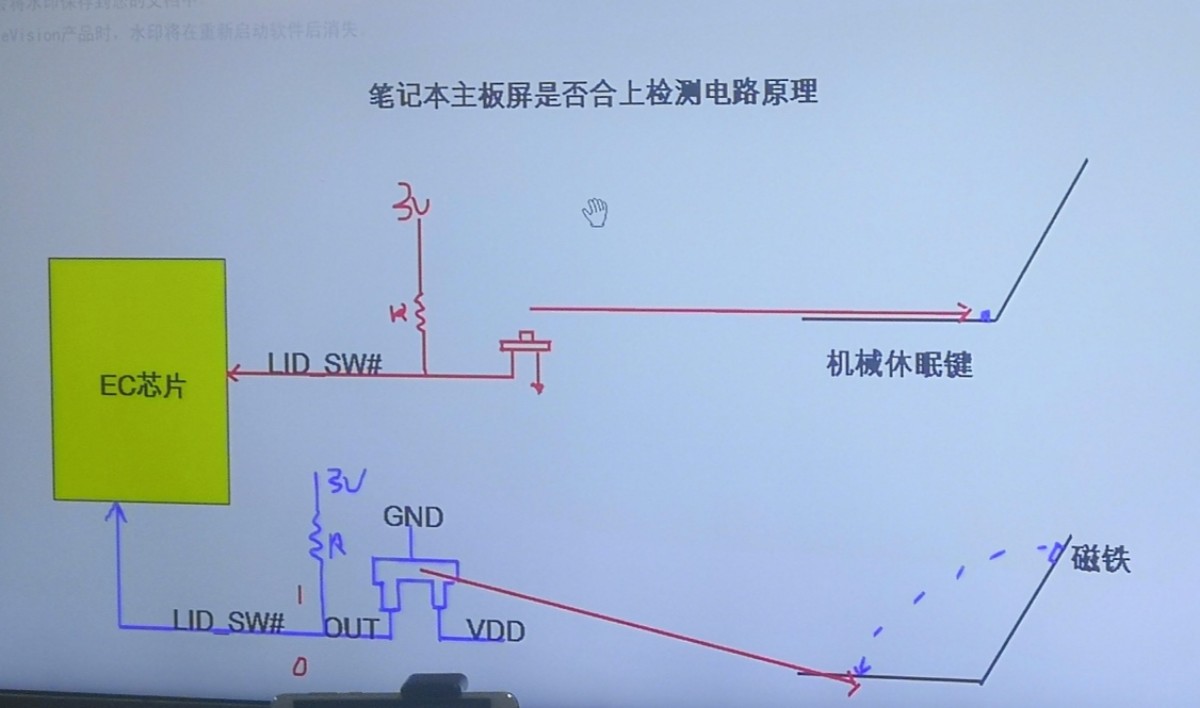 eVision产品时，水印将在重新启动软件后消失
笔记本主板屏是否合上检测电路原理
3V
R
LID_SW#
EC芯片
机械休眠键
3V
R
GND
磁铁
1
LID_SW#
OUT
VDD
0